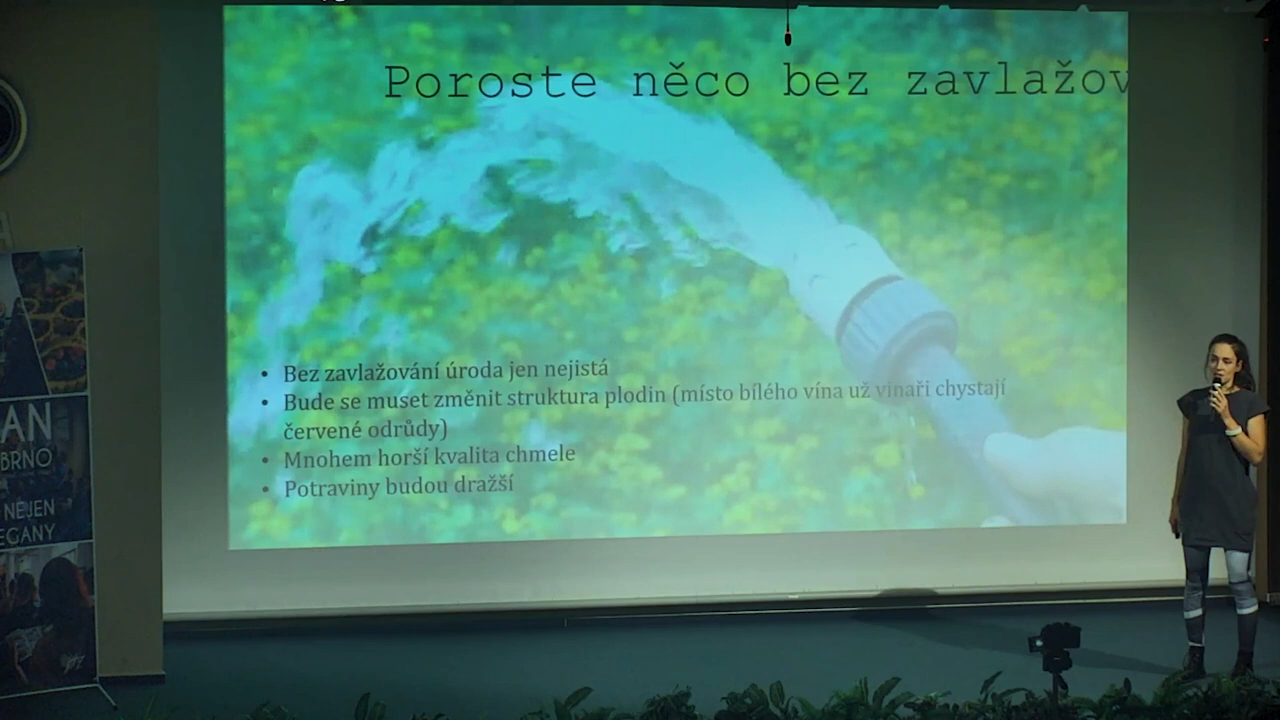 Poroste něco bez zavlažov
• Bez zavlažování úroda jen nejistá
• Bude se muset změnit struktura plodin (místo bílého vína už vinaři chystají
červené odrůdy)
• Mnohem horší kvalita chmele
• Potraviny budou dražší
AN
BRNO
NEJEN
EGANY